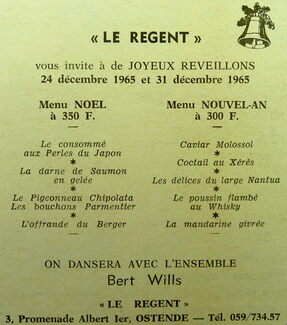 « LE REGENT »
vous invite à de JOYEUX REVEILLONS
24 décembre 1965 et 31 décembre 1965
Menu NOEL
à 350 F.
Le consommé
aux Perles du Japon
*
La darne de Saumon
en gelée
*
Le Pigeonneau Chipolata
Les bouchons Parmentier
*
L'offrande du Berger
Menu NOUVEL-AN
à 300 F.
Caviar Molossol
*
Coctail au Xérès
*
Les délices du large Nantua
*
Le poussin flambé
au Whisky
*
La mandarine givrée
ON DANSERA AVEC L'ENSEMBLE
Bert Wills
« LE REGENT »
3, Promenade Albert Ier, OSTENDE — Tél. 059/734.57